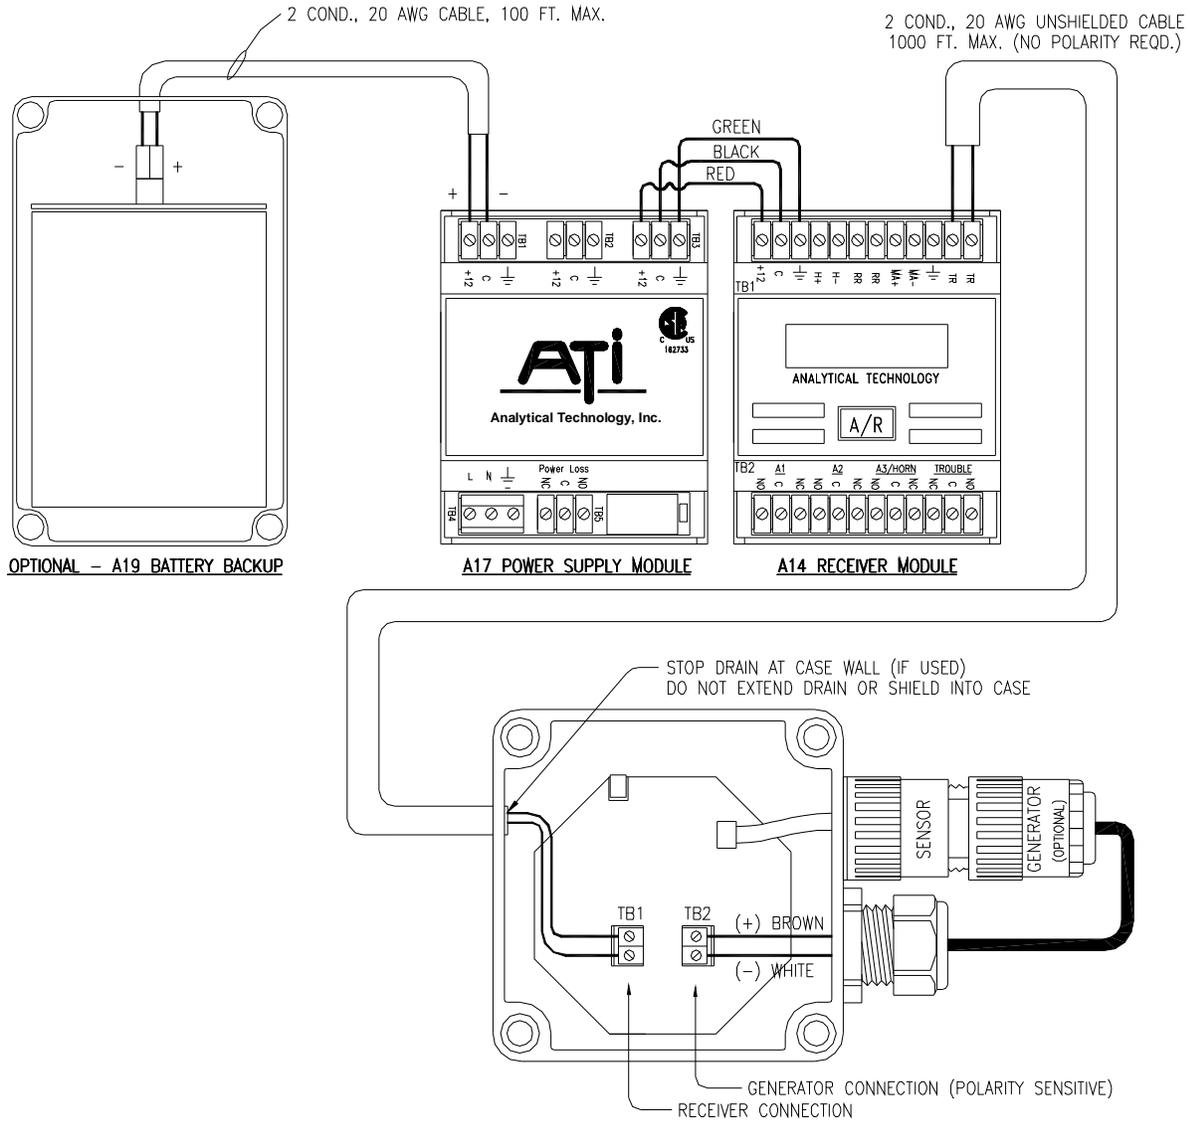 2 COND., 20 AWG CABLE, 100 FT. MAX.
2 COND., 20 AWG UNSHIELDED CABLE
1000 FT. MAX. (NO POLARITY REQD.)
GREEN
BLACK
RED
- +
+ -
TB1 TB2 TB3
+12 C +12 C +12 C
+12 C H+ H- RR RR MA+ MA- TR TR
TB1
C US
182733
ATi
Analytical Technology, Inc.
ANALYTICAL TECHNOLOGY
A/R
L N
Power Loss
NC C NO
TB4 TB5
TB2 A1 A2 A3/HORN TROUBLE
NO C NC NO C NC NO C NC NC C NO
OPTIONAL – A19 BATTERY BACKUP
A17 POWER SUPPLY MODULE
A14 RECEIVER MODULE
STOP DRAIN AT CASE WALL (IF USED)
DO NOT EXTEND DRAIN OR SHIELD INTO CASE
SENSOR
GENERATOR
(OPTIONAL)
TB1 TB2
(+) BROWN
(-) WHITE
GENERATOR CONNECTION (POLARITY SENSITIVE)
RECEIVER CONNECTION